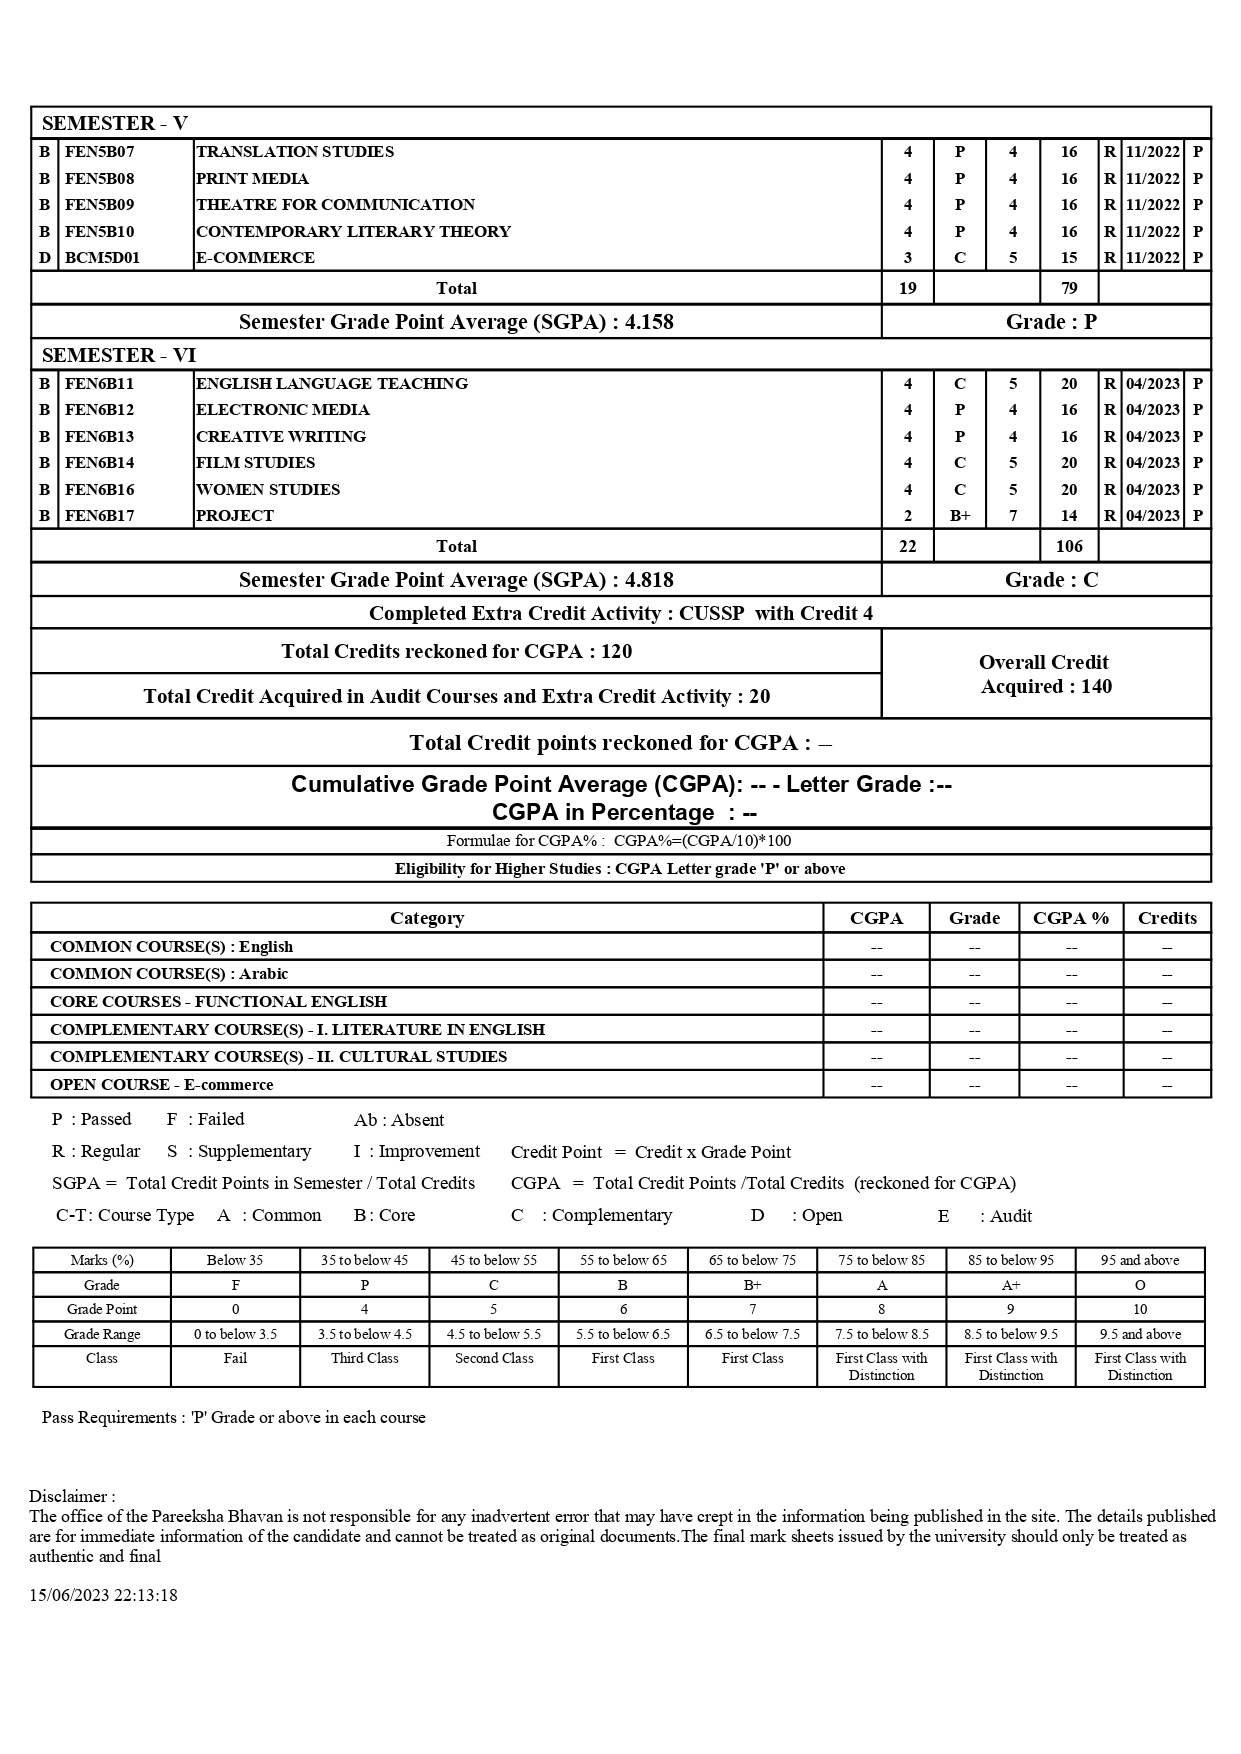 SEMESTER - V
B FEN5B07 TRANSLATION STUDIES 4 P 4 16 R 11/2022 P
B FEN5B08 PRINT MEDIA 4 P 4 16 R 11/2022 P
B FEN5B09 THEATRE FOR COMMUNICATION 4 P 4 16 R 11/2022 P
B FEN5B10 CONTEMPORARY LITERARY THEORY 4 P 4 16 R 11/2022 P
D BCM5D01 E-COMMERCE 3 C 5 15 R 11/2022 P
Total 19 79
Semester Grade Point Average (SGPA) : 4.158 Grade : P
SEMESTER - VI
B FEN6B11 ENGLISH LANGUAGE TEACHING 4 C 5 20 R 04/2023 P
B FEN6B12 ELECTRONIC MEDIA 4 P 4 16 R 04/2023 P
B FEN6B13 CREATIVE WRITING 4 P 4 16 R 04/2023 P
B FEN6B14 FILM STUDIES 4 C 5 20 R 04/2023 P
B FEN6B16 WOMEN STUDIES 4 C 5 20 R 04/2023 P
B FEN6B17 PROJECT 2 B+ 7 14 R 04/2023 P
Total 22 106
Semester Grade Point Average (SGPA) : 4.818 Grade : C
Completed Extra Credit Activity : CUSSP with Credit 4
Total Credits reckoned for CGPA : 120
Total Credit Acquired in Audit Courses and Extra Credit Activity : 20
Overall Credit
Acquired : 140
Total Credit points reckoned for CGPA : --
Cumulative Grade Point Average (CGPA): -- - Letter Grade :--
CGPA in Percentage : --
Formulae for CGPA% : CGPA%=(CGPA/10)*100
Eligibility for Higher Studies : CGPA Letter grade 'P' or above
Category CGPA Grade CGPA % Credits
COMMON COURSE(S) : English -- -- -- --
COMMON COURSE(S) : Arabic -- -- -- --
CORE COURSES - FUNCTIONAL ENGLISH -- -- -- --
COMPLEMENTARY COURSE(S) - I. LITERATURE IN ENGLISH -- -- -- --
COMPLEMENTARY COURSE(S) - II. CULTURAL STUDIES -- -- -- --
OPEN COURSE - E-commerce -- -- -- --
P : Passed F : Failed Ab : Absent
R : Regular S : Supplementary I : Improvement Credit Point = Credit x Grade Point
SGPA = Total Credit Points in Semester / Total Credits CGPA = Total Credit Points /Total Credits (reckoned for CGPA)
C-T : Course Type A : Common B : Core C : Complementary D : Open E : Audit
Marks (%) Below 35 35 to below 45 45 to below 55 55 to below 65 65 to below 75 75 to below 85 85 to below 95 95 and above
Grade F P C B B+ A A+ O
Grade Point 0 4 5 6 7 8 9 10
Grade Range 0 to below 3.5 3.5 to below 4.5 4.5 to below 5.5 5.5 to below 6.5 6.5 to below 7.5 7.5 to below 8.5 8.5 to below 9.5 9.5 and above
Class Fail Third Class Second Class First Class First Class First Class with First Class with First Class with
Distinction Distinction Distinction
Pass Requirements : 'P' Grade or above in each course
Disclaimer :
The office of the Pareeksha Bhavan is not responsible for any inadvertent error that may have crept in the information being published in the site. The details published
are for immediate information of the candidate and cannot be treated as original documents.The final mark sheets issued by the university should only be treated as
authentic and final
15/06/2023 22:13:18